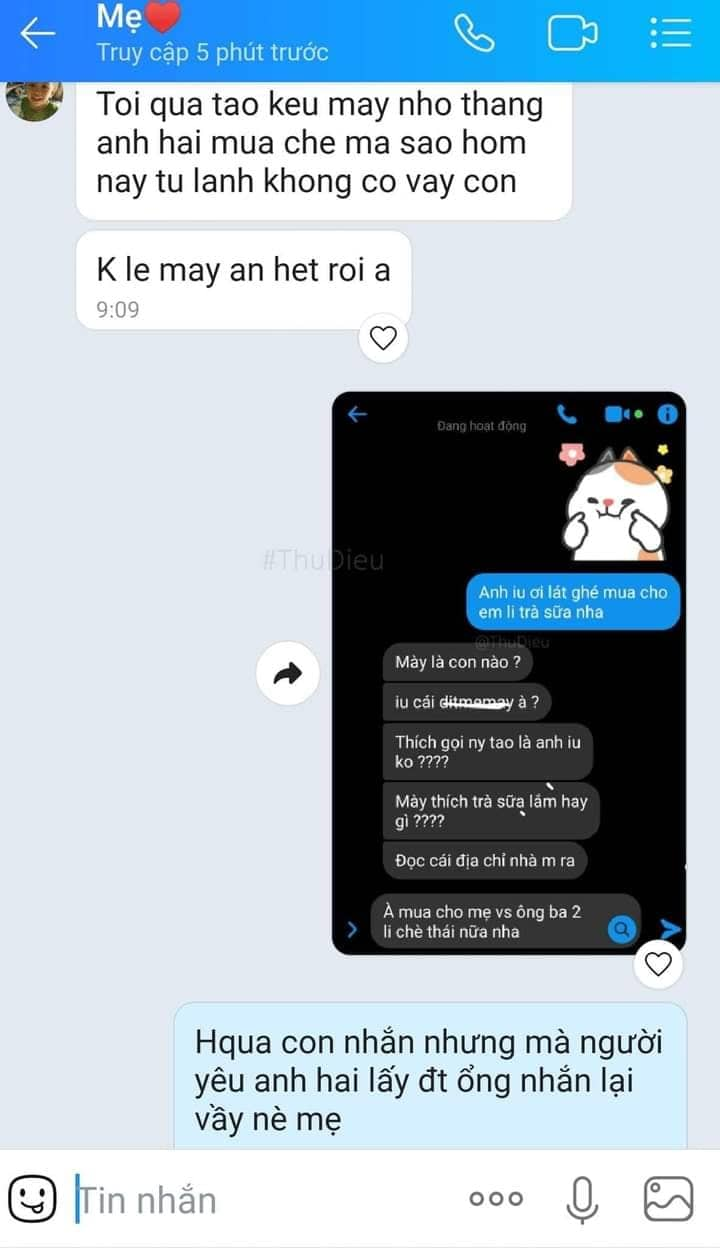 Mẹ❤️
Truy cập 5 phút trước
Toi qua tao keu may nho thang
anh hai mua che ma sao hom
nay tu lanh khong co vay con
K le may an het roi a
9:09
Đang hoạt động
#ThuDieu
Anh iu ơi lát ghé mua cho
em li trà sữa nha
@ThuDieu
Mày là con nào ?
iu cái ditmemay à ?
Thích gọi ny tao là anh iu
ko ????
Mày thích trà sữa lắm hay
gì ????
Đọc cái địa chỉ nhà m ra
À mua cho mẹ vs ông ba 2
li chè thái nữa nha
Hqua con nhắn nhưng mà người
yêu anh hai lấy đt ổng nhắn lại
vầy nè mẹ
Tin nhắn